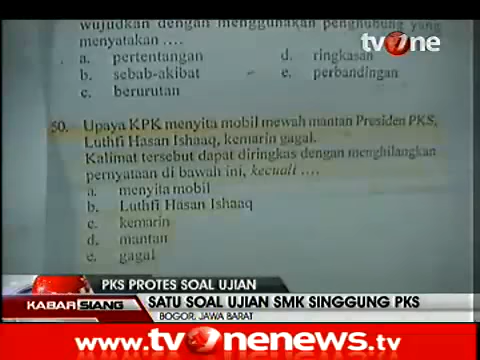 wujudkan dengan menggunakan penghubung yang
menyatakan ....
a. pertentangan
d. ringkasan
b. sebab-akibat
e. perbandingan
c. berurutan
tvOne
50. Upaya KPK menyita mobil mewah mantan Presiden PKS,
Luthfi Hasan Ishaaq, kemarin gagal.
Kalimat tersebut dapat diringkas dengan menghilangkan
pernyataan di bawah ini, kecuali ....
a. menyita mobil
b. Luthfi Hasan Ishaaq
c. kemarin
d. mantan
e. gagal
PKS PROTES SOAL UJIAN
KABAR SIANG
SATU SOAL UJIAN SMK SINGGUNG PKS
BOGOR, JAWA BARAT
www.tvonenews.tv